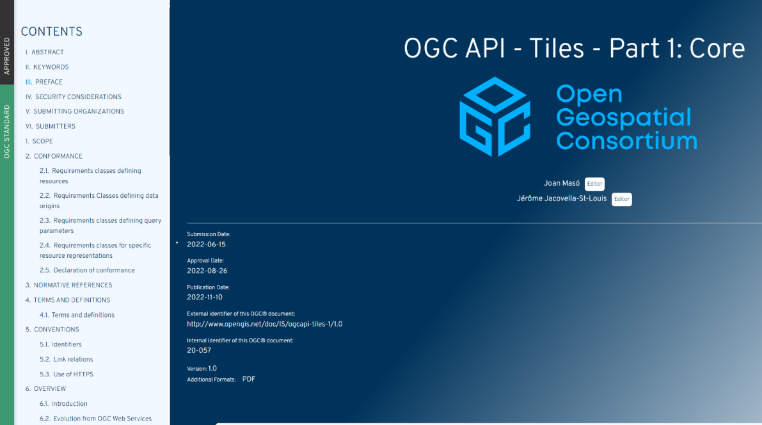 APPROVED
OGC STANDARD
CONTENTS
I. ABSTRACT
II. KEYWORDS
III. PREFACE
IV. SECURITY CONSIDERATIONS
V. SUBMITTING ORGANIZATIONS
VI. SUBMITTERS
1. SCOPE
2. CONFORMANCE
2.1. Requirements classes defining
resources
2.2. Requirements Classes defining data
origins
2.3. Requirements classes defining query
parameters
2.4. Requirements classes for specific
resource representations
2.5. Declaration of conformance
3. NORMATIVE REFERENCES
4. TERMS AND DEFINITIONS
4.1. Terms and definitions
5. CONVENTIONS
5.1. Identifiers
5.2. Link relations
5.3. Use of HTTPS
6. OVERVIEW
6.1. Introduction
6.2. Evolution from OGC Web Services
OGC API - Tiles - Part 1: Core
OGC
Open
Geospatial
Consortium
Joan Masó Editor
Jérôme Jacovella-St-Louis Editor
Submission Date:
2022-06-15
Approval Date:
2022-08-26
Publication Date:
2022-11-10
External identifier of this OGC® document:
http://www.opengis.net/doc/IS/ogcapi-tiles-1/1.0
Internal identifier of this OGC® document:
20-057
Version: 1.0
Additional Formats: PDF